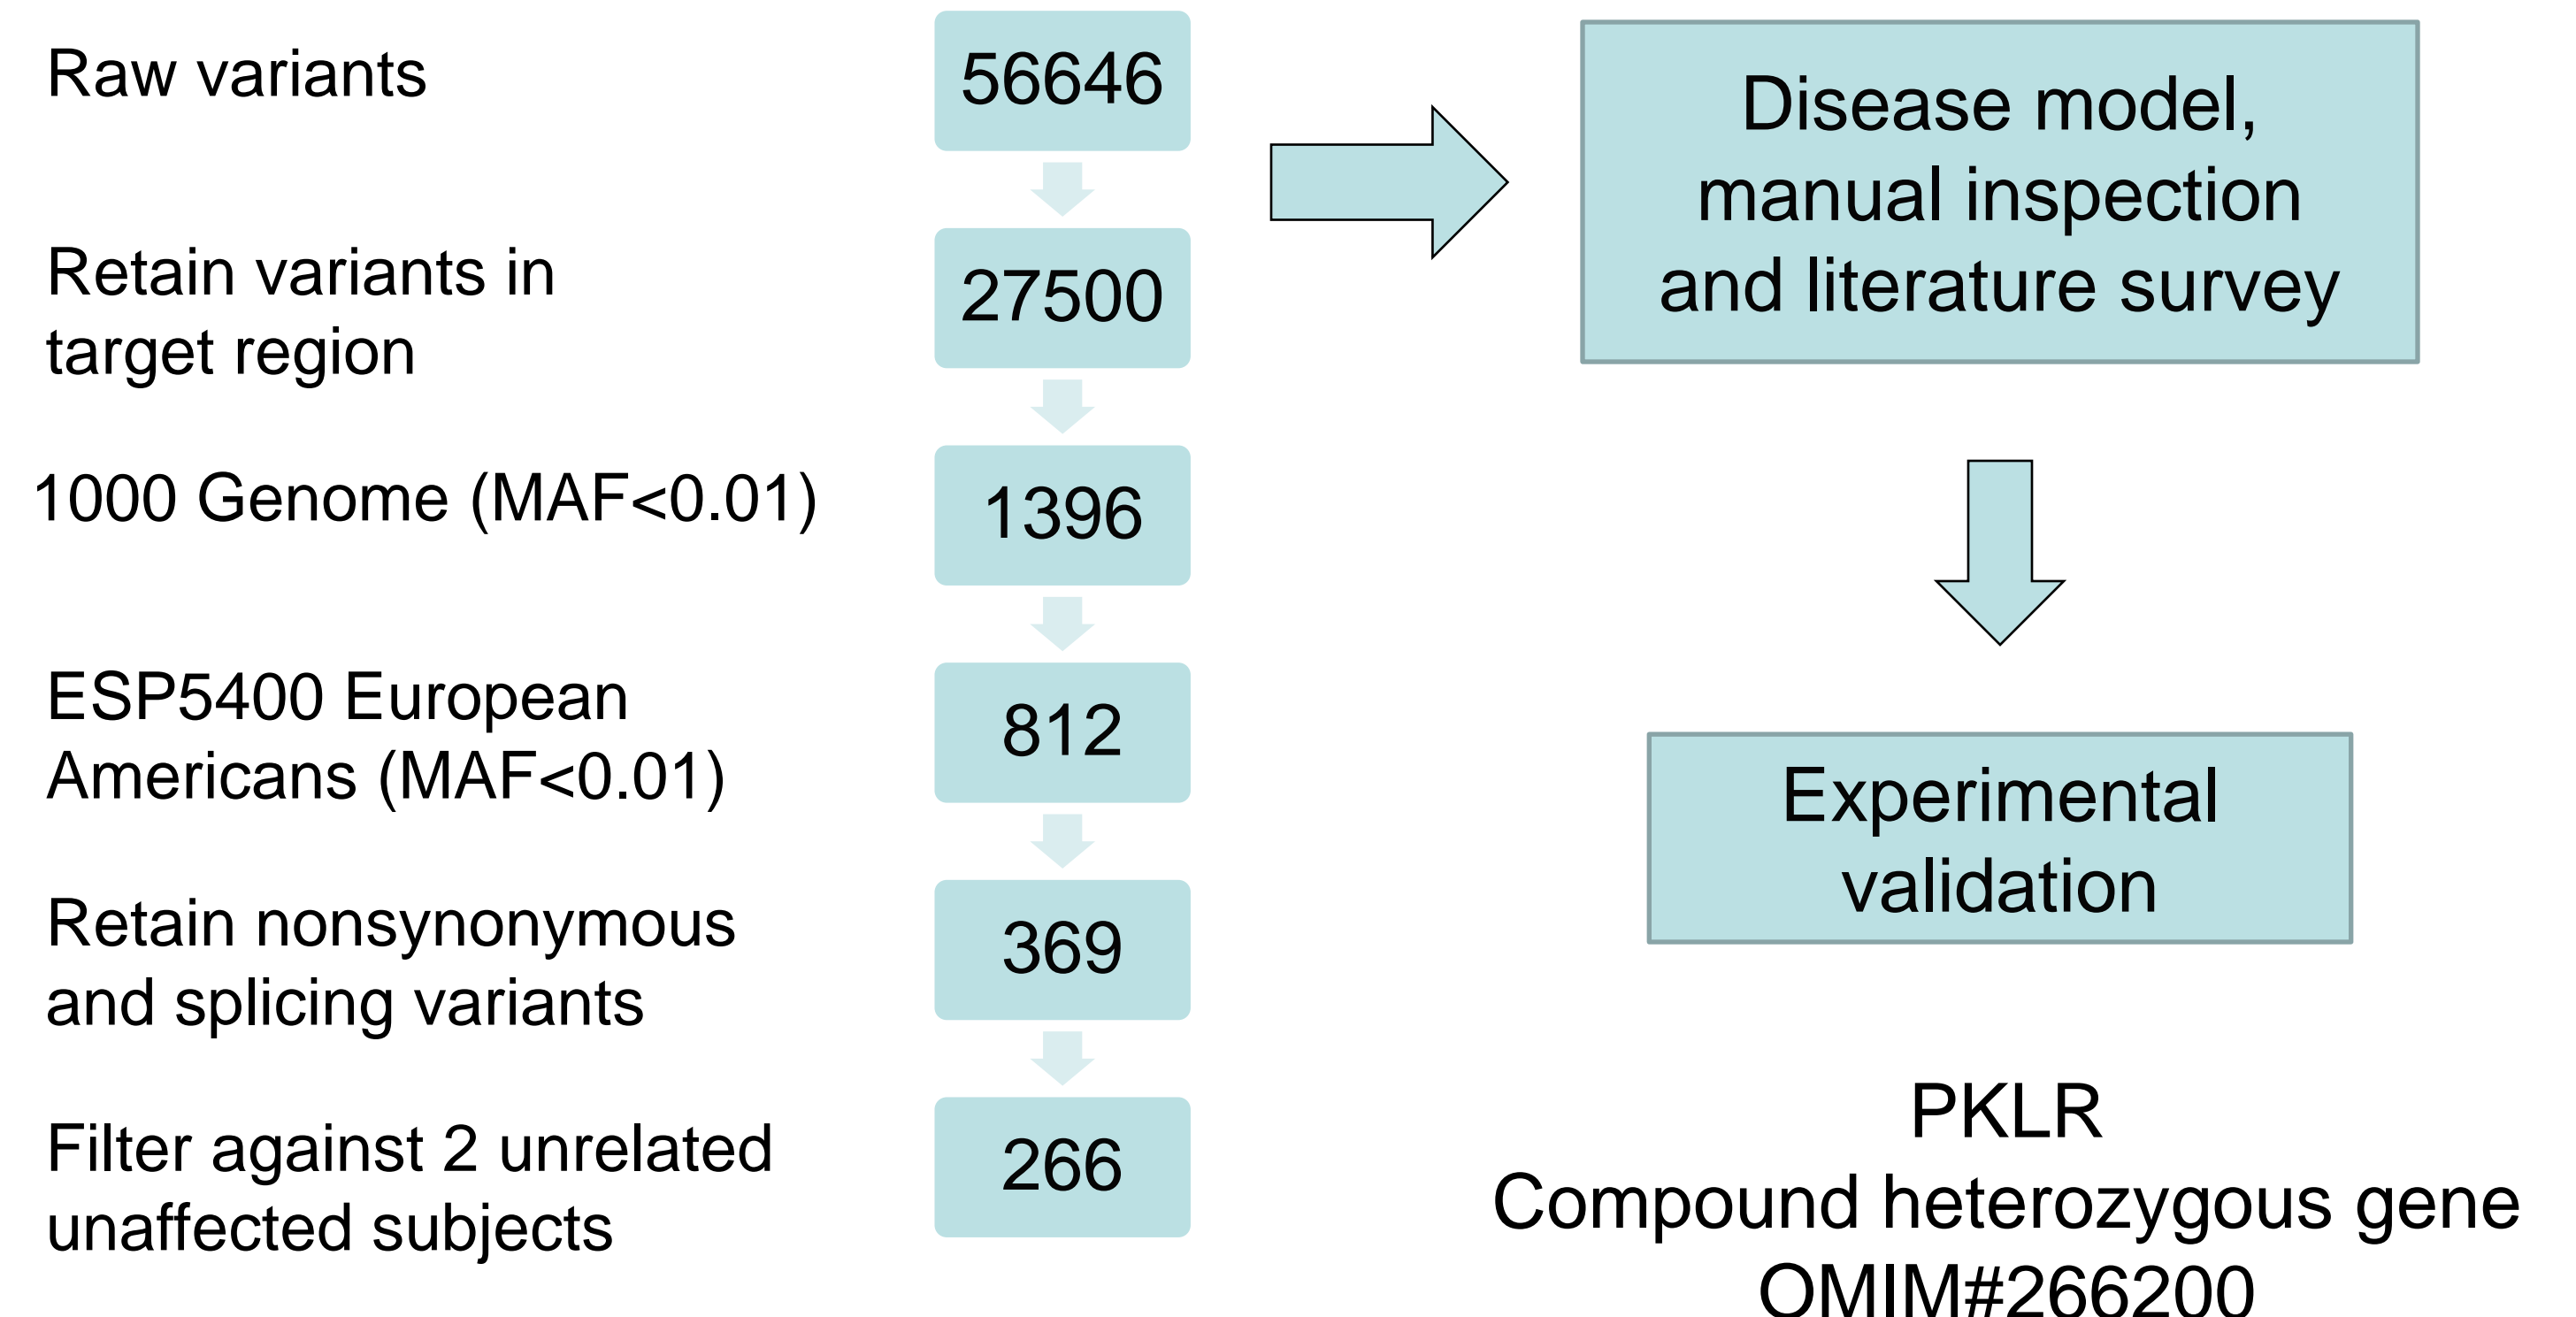 Raw variants
56646
Retain variants in
target region
27500
1000 Genome (MAF<0.01)
1396
ESP5400 European
Americans (MAF<0.01)
812
Retain nonsynonymous
and splicing variants
369
Filter against 2 unrelated
unaffected subjects
266
Disease model,
manual inspection
and literature survey
Experimental
validation
PKLR
Compound heterozygous gene
OMIM#266200